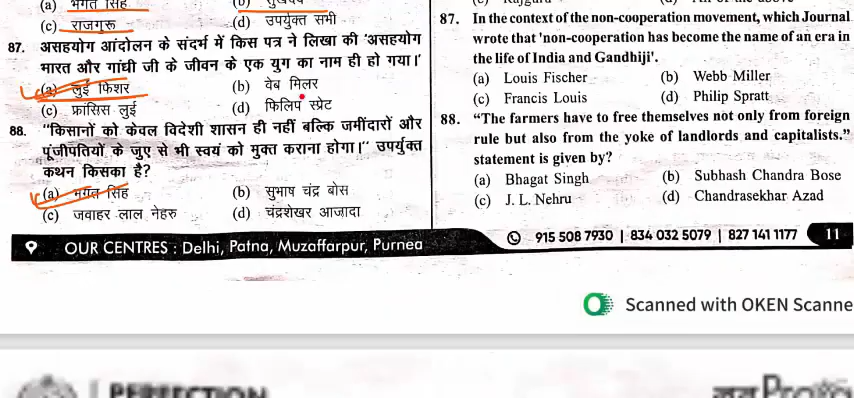 (a) भगत सिंह (b) सुखदेव
(c) राजगुरू (d) उपर्युक्त सभी
87. असहयोग आंदोलन के संदर्भ में किस पत्र ने लिखा की 'असहयोग
भारत और गांधी जी के जीवन के एक युग का नाम ही हो गया।'
(a) लुई फिशर (b) वेब मिलर
(c) फ्रांसिस लुई (d) फिलिप स्प्रेट
88. "किसानों को केवल विदेशी शासन ही नहीं बल्कि जमींदारों और
पूंजीपतियों के जुए से भी स्वयं को मुक्त कराना होगा।" उपर्युक्त
कथन किसका है?
(a) भगत सिंह (b) सुभाष चंद्र बोस
(c) जवाहर लाल नेहरु (d) चंद्रशेखर आजादा
87. In the context of the non-cooperation movement, which Journal
wrote that 'non-cooperation has become the name of an era in
the life of India and Gandhiji'.
(a) Louis Fischer (b) Webb Miller
(c) Francis Louis (d) Philip Spratt
88. "The farmers have to free themselves not only from foreign
rule but also from the yoke of landlords and capitalists."
statement is given by?
(a) Bhagat Singh (b) Subhash Chandra Bose
(c) J. L. Nehru (d) Chandrasekhar Azad
OUR CENTRES : Delhi, Patna, Muzaffarpur, Purnea 915 508 7930 | 834 032 5079 | 827 141 1177 11
Scanned with OKEN Scanne
PERFECTION